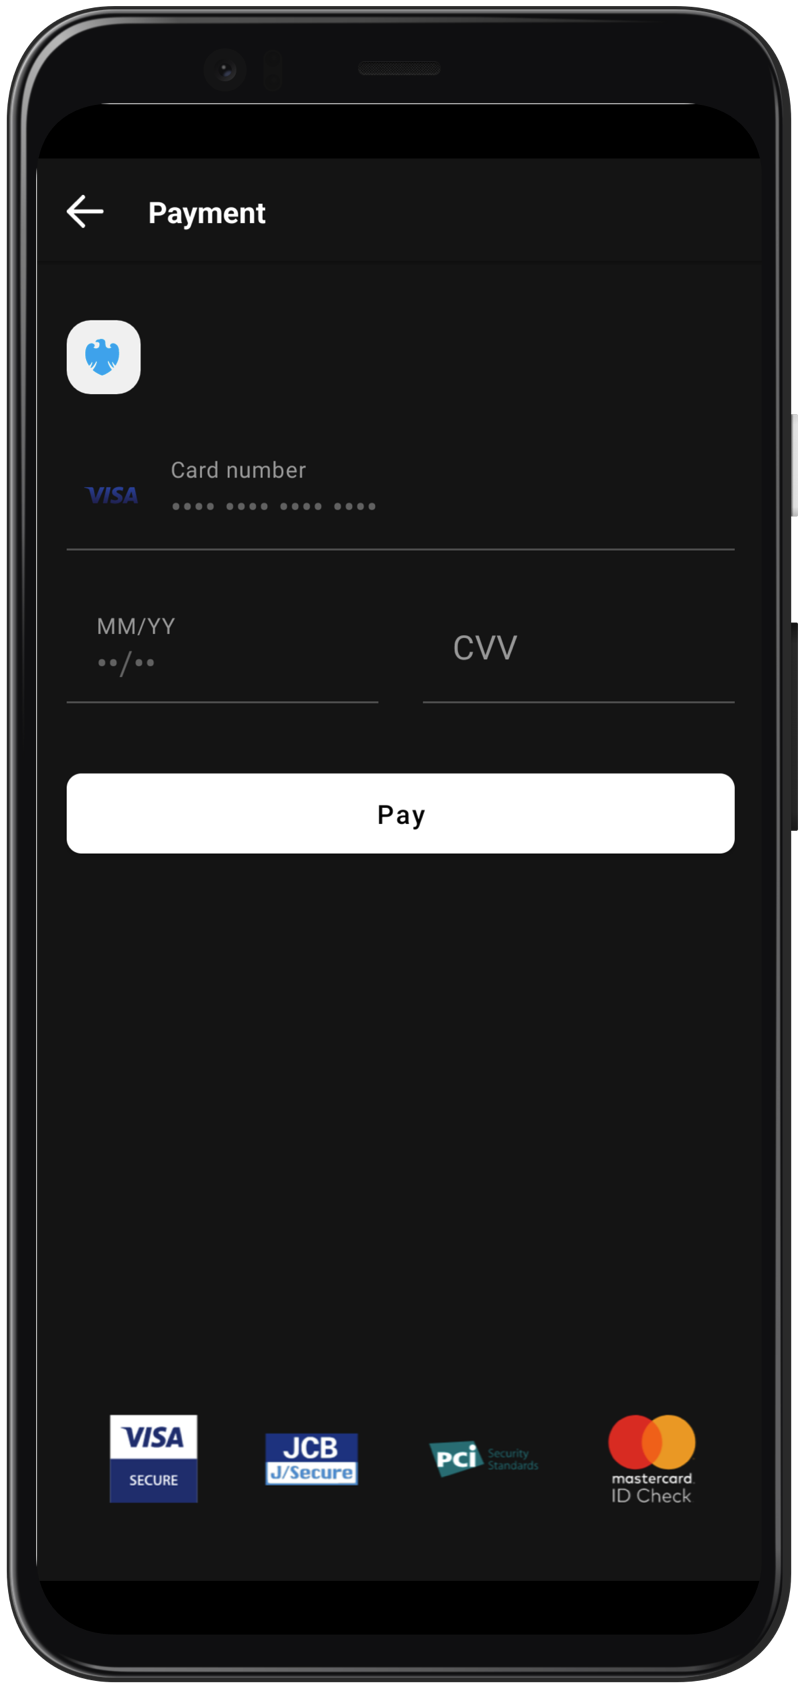 Payment
VISA
Card number
•••• •••• •••• ••••
MM/YY
••/••
CVV
Pay
VISA
SECURE
JCB
J/Secure
PCi Security
Standards
mastercard.
ID Check